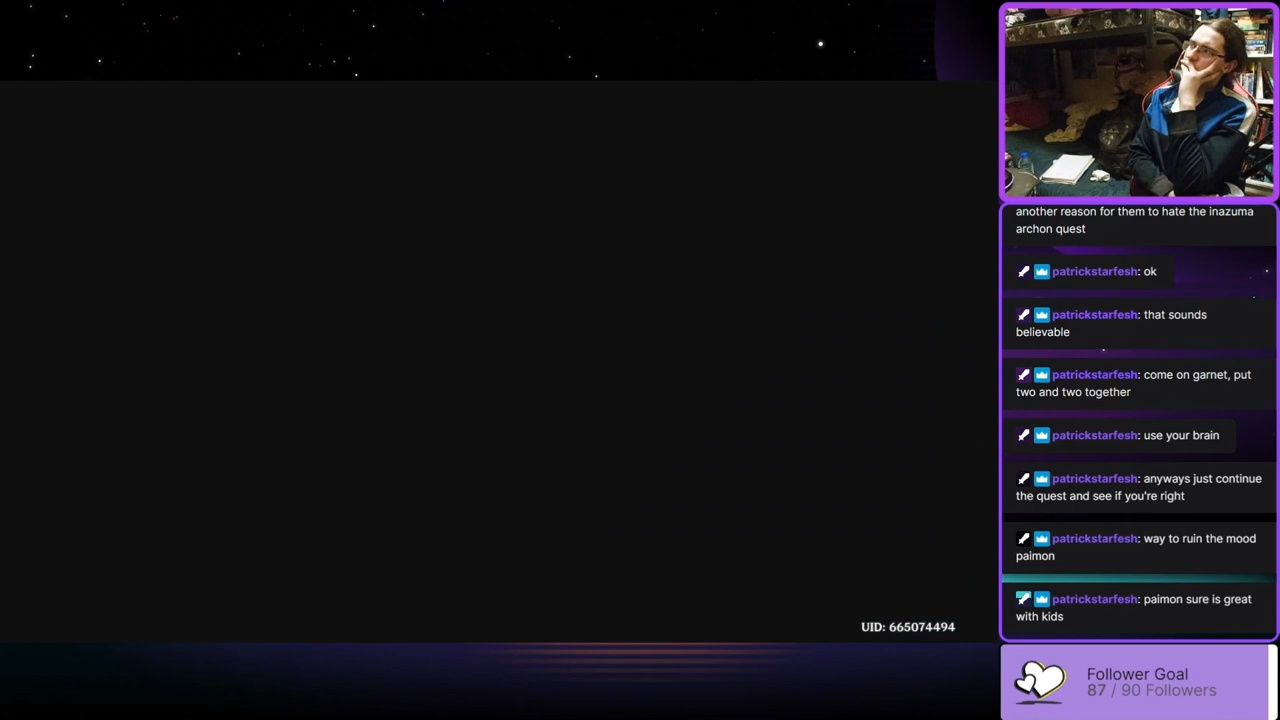 another reason for them to hate the inazuma
archon quest
patrickstarfesh: ok
patrickstarfesh: that sounds
believable
patrickstarfesh: come on garnet, put
two and two together
patrickstarfesh: use your brain
patrickstarfesh: anyways just continue
the quest and see if you're right
patrickstarfesh: way to ruin the mood
paimon
patrickstarfesh: paimon sure is great
with kids
UID: 665074494
Follower Goal
87 / 90 Followers